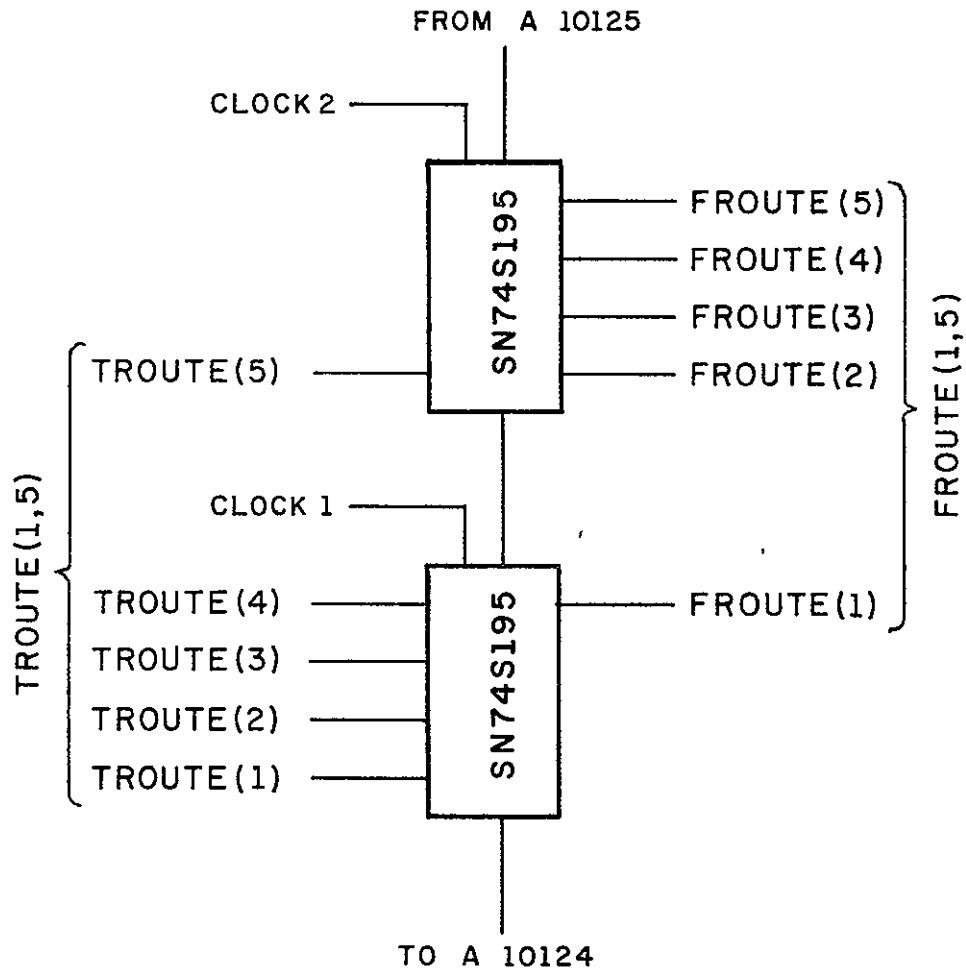 FROM A 10125
CLOCK 2
SN74S195
FROUTE(5)
FROUTE(4)
FROUTE(3)
FROUTE(2)
FROUTE(1,5)
TROUTE(5)
TROUTE(1,5)
CLOCK 1
SN74S195
TROUTE(4)
TROUTE(3)
TROUTE(2)
TROUTE(1)
FROUTE(1)
TO A 10124